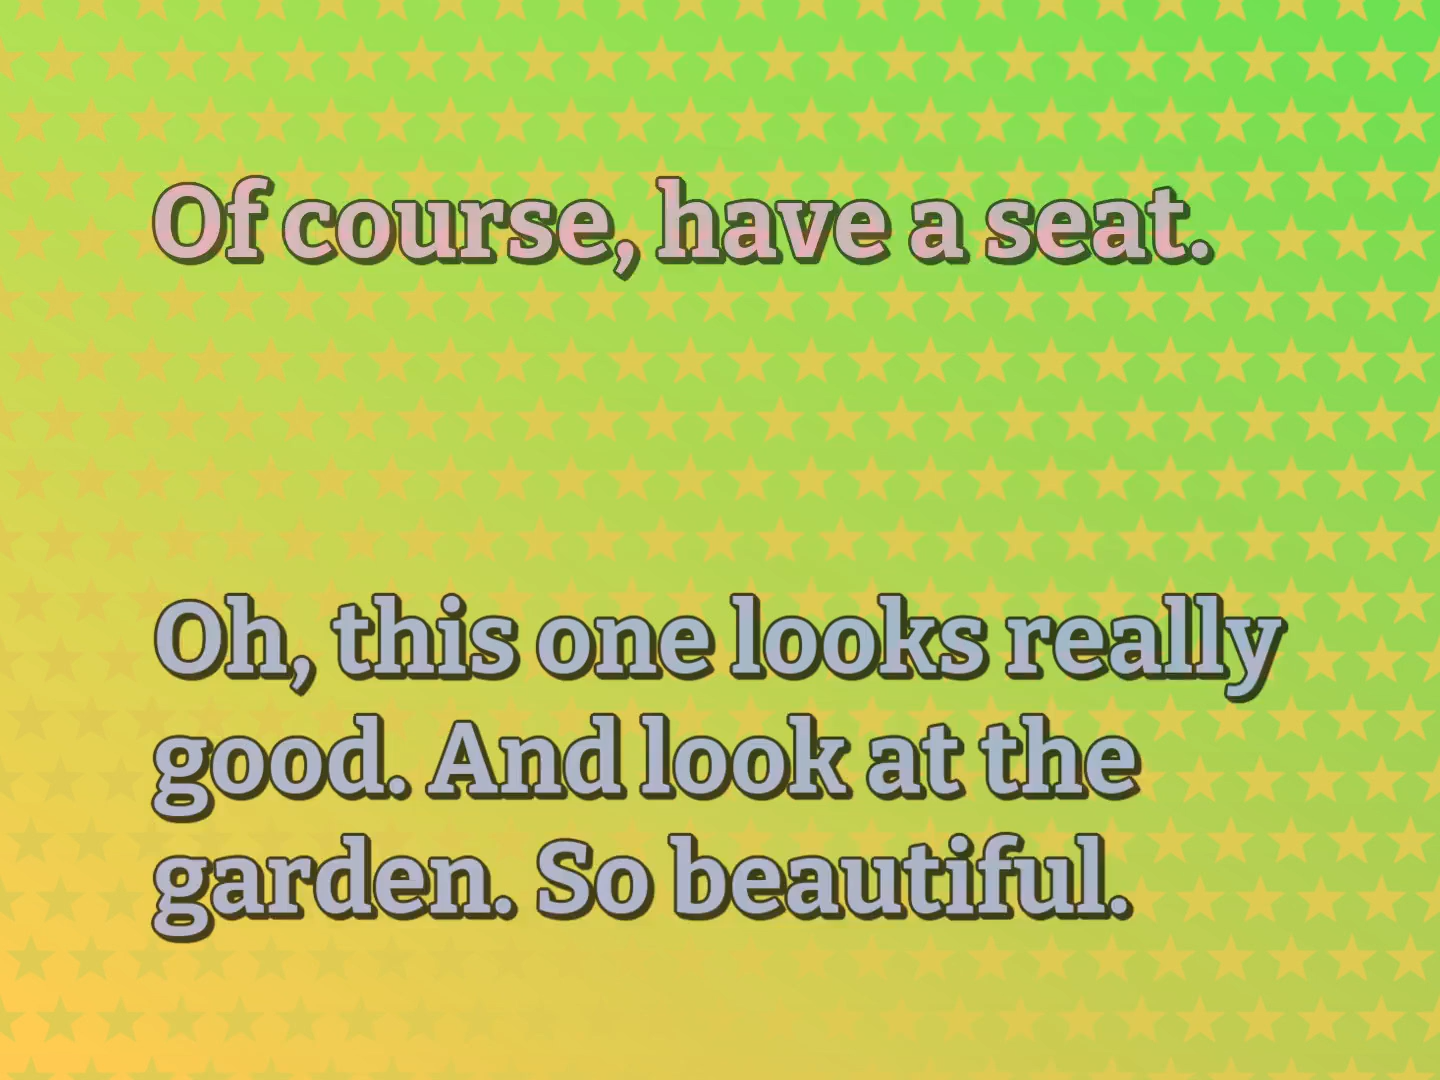 Of course, have a seat.
Oh, this one looks really
good. And look at the
garden. So beautiful.